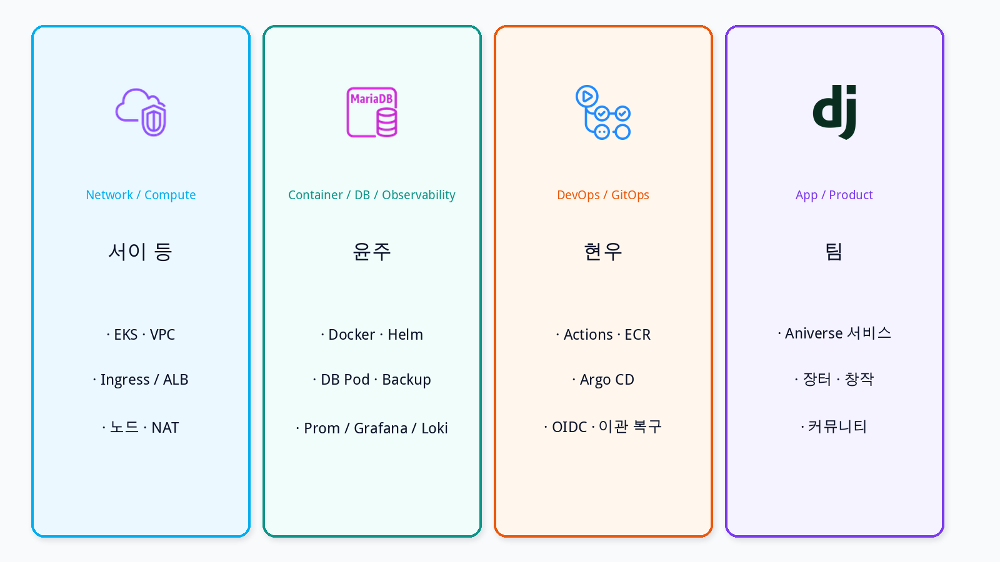 MariaDB
dj
Network / Compute
서이 등
· EKS · VPC
· Ingress / ALB
· 노드 · NAT
Container / DB / Observability
윤주
· Docker · Helm
· DB Pod · Backup
· Prom / Grafana / Loki
DevOps / GitOps
현우
· Actions · ECR
· Argo CD
· OIDC · 이관 복구
App / Product
팀
· Aniverse 서비스
· 장터 · 창작
· 커뮤니티